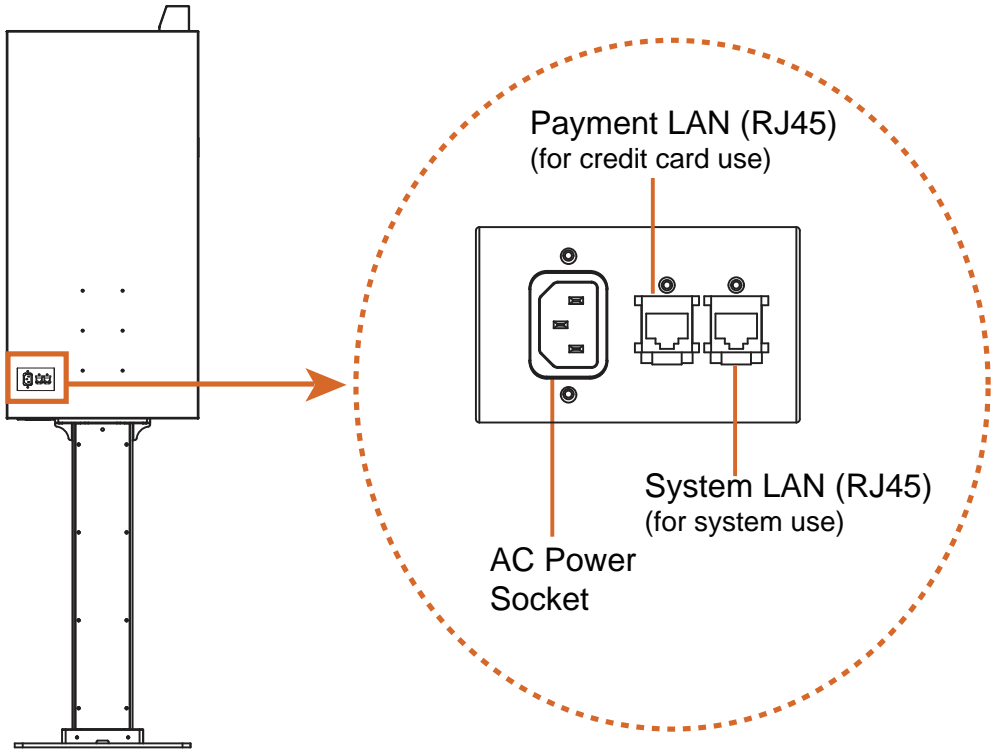 Payment LAN (RJ45)
(for credit card use)
System LAN (RJ45)
(for system use)
AC Power
Socket